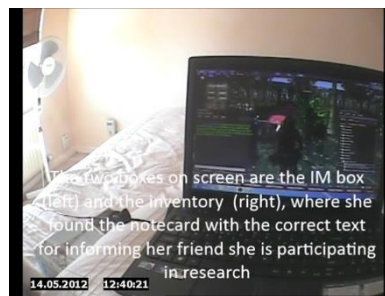 The two boxes on screen are the IM box
(left) and the inventory  (right), where she
found the notecard with the correct text
for informing her friend she is participating
in research
14.05.2012 12:40:21